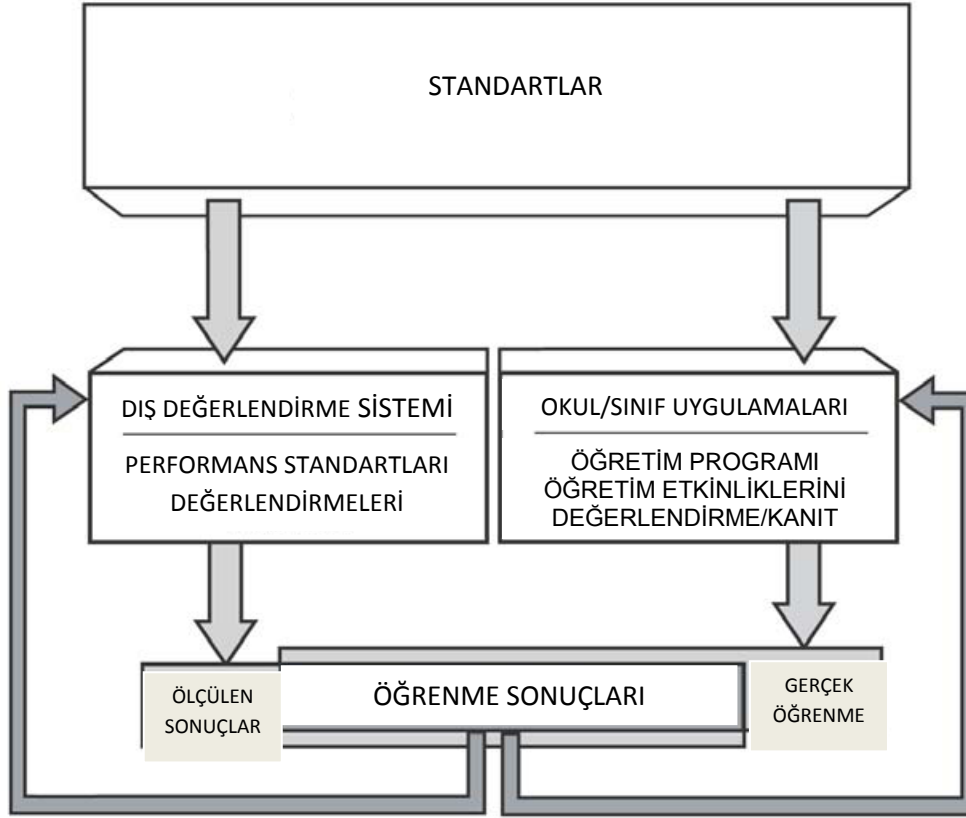 STANDARTLAR
DIŞ DEĞERLENDİRME SİSTEMİ
PERFORMANS STANDARTLARI
DEĞERLENDİRMELERİ
OKUL/SINIF UYGULAMALARI
ÖĞRETİM PROGRAMI
ÖĞRETİM ETKİNLİKLERİNİ
DEĞERLENDİRME/KANIT
ÖLÇÜLEN
SONUÇLAR
ÖĞRENME SONUÇLARI
GERÇEK
ÖĞRENME